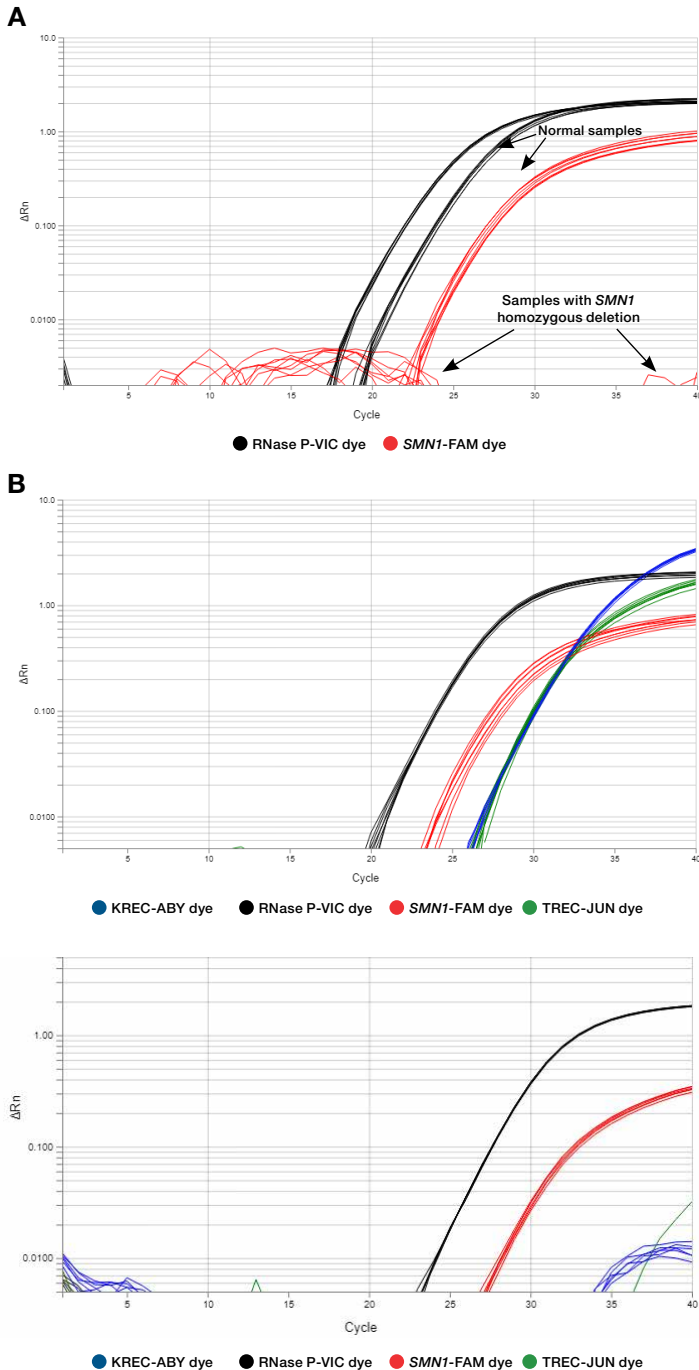 A
10.0
1.00
0.100
0.0100
ΔRn
Normal samples
Samples with SMN1
homozygous deletion
5 10 15 20 25 30 35 40
Cycle
RNase P-VIC dye SMN1-FAM dye
B
10.0
1.00
0.100
0.0100
ΔRn
5 10 15 20 25 30 35 40
Cycle
KREC-ABY dye RNase P-VIC dye SMN1-FAM dye TREC-JUN dye
1.00
0.100
0.0100
ΔRn
5 10 15 20 25 30 35 40
Cycle
KREC-ABY dye RNase P-VIC dye SMN1-FAM dye TREC-JUN dye